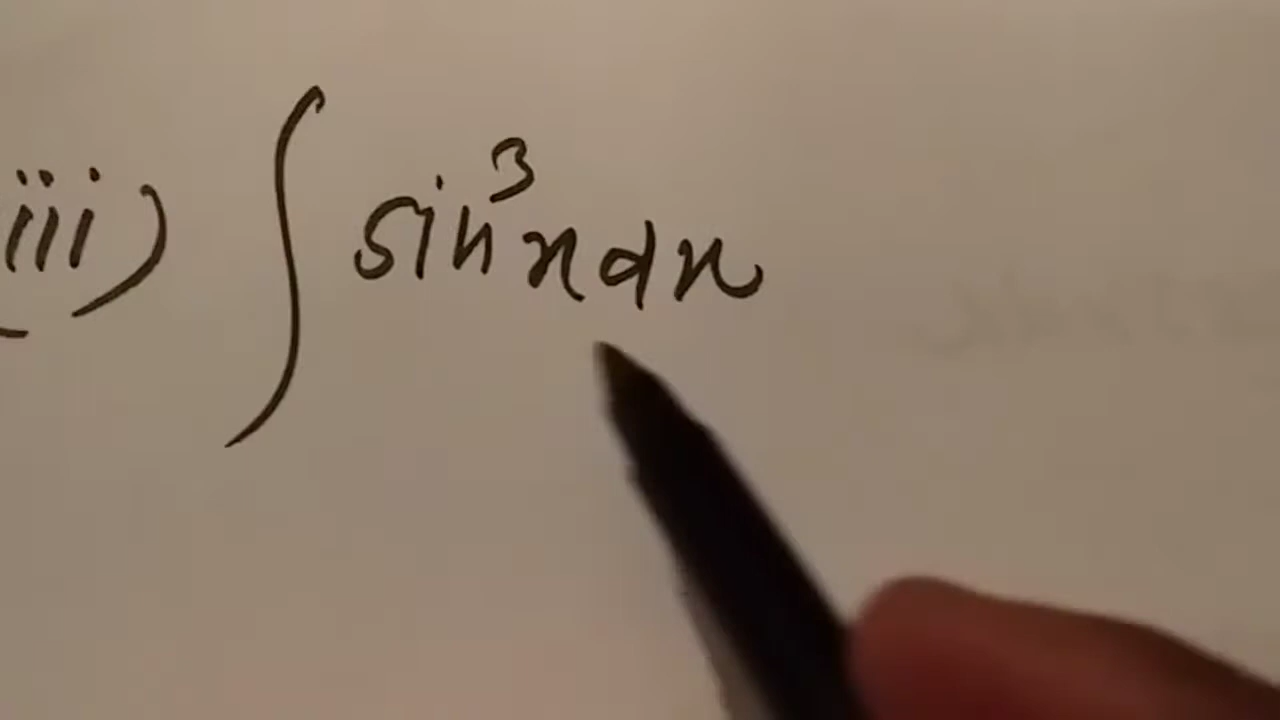 iii) ∫ sin³x dx